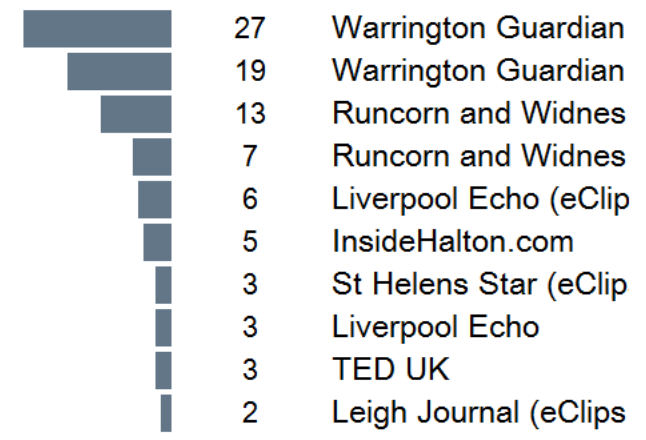 27 Warrington Guardian
19 Warrington Guardian
13 Runcorn and Widnes
7 Runcorn and Widnes
6 Liverpool Echo (eClip
5 InsideHalton.com
3 St Helens Star (eClip
3 Liverpool Echo
3 TED UK
2 Leigh Journal (eClips